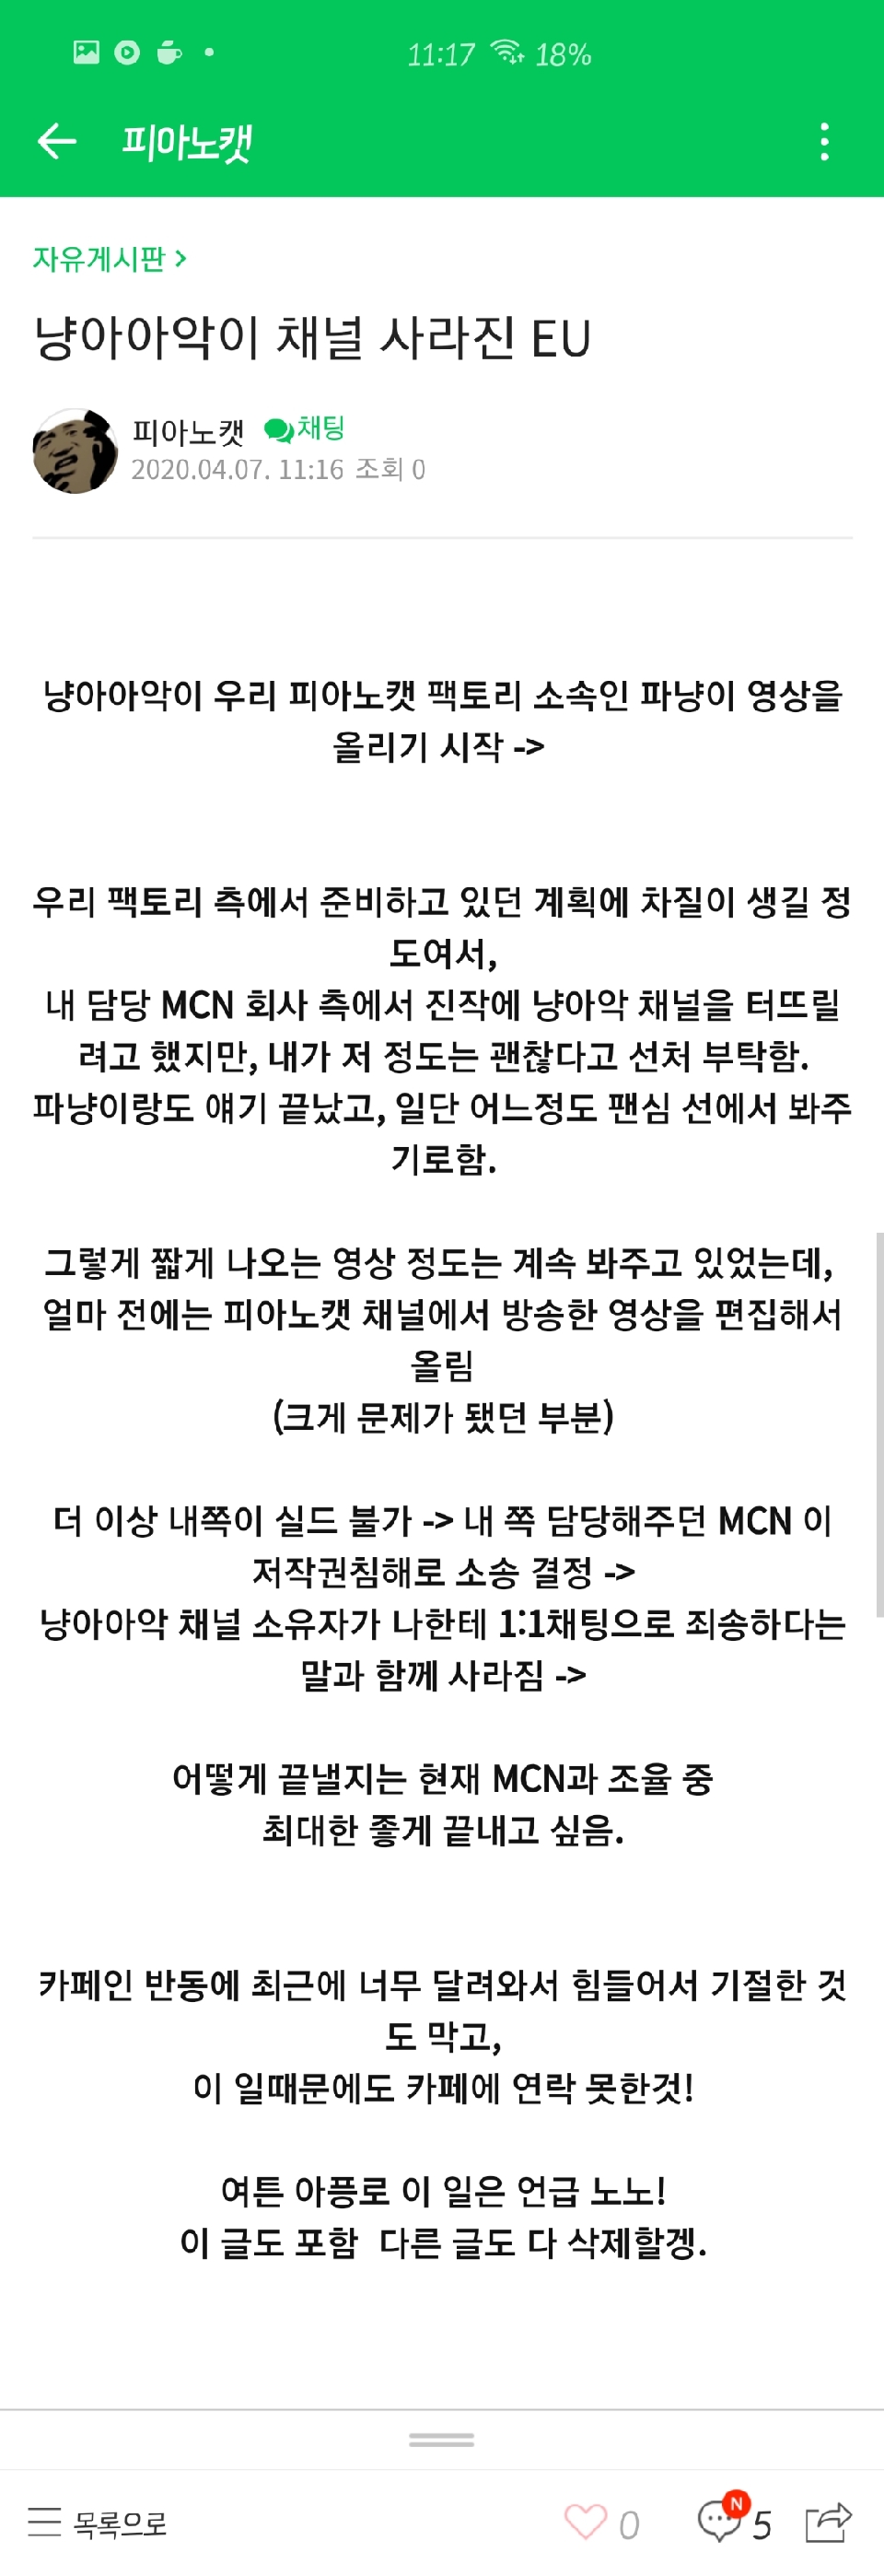 11:17 18%
피아노캣
자유게시판 >
냥아아악이 채널 사라진 EU
피아노캣 채팅
2020.04.07. 11:16 조회 0
냥아아악이 우리 피아노캣 팩토리 소속인 파냥이 영상을
올리기 시작 ->
우리 팩토리 측에서 준비하고 있던 계획에 차질이 생길 정
도여서,
내 담당 MCN 회사 측에서 진작에 냥아악 채널을 터뜨릴
려고 했지만, 내가 저 정도는 괜찮다고 선처 부탁함.
파냥이랑도 얘기 끝났고, 일단 어느정도 팬심 선에서 봐주
기로함.
그렇게 짧게 나오는 영상 정도는 계속 봐주고 있었는데,
얼마 전에는 피아노캣 채널에서 방송한 영상을 편집해서
올림
(크게 문제가 됐던 부분)
더 이상 내쪽이 실드 불가 -> 내 쪽 담당해주던 MCN 이
저작권침해로 소송 결정 ->
냥아아악 채널 소유자가 나한테 1:1채팅으로 죄송하다는
말과 함께 사라짐 ->
어떻게 끝낼지는 현재 MCN과 조율 중
최대한 좋게 끝내고 싶음.
카페인 반동에 최근에 너무 달려와서 힘들어서 기절한 것
도 막고,
이 일때문에도 카페에 연락 못한것!
여튼 아픙로 이 일은 언급 노노!
이 글도 포함 다른 글도 다 삭제할겡.
목록으로 0 N 5